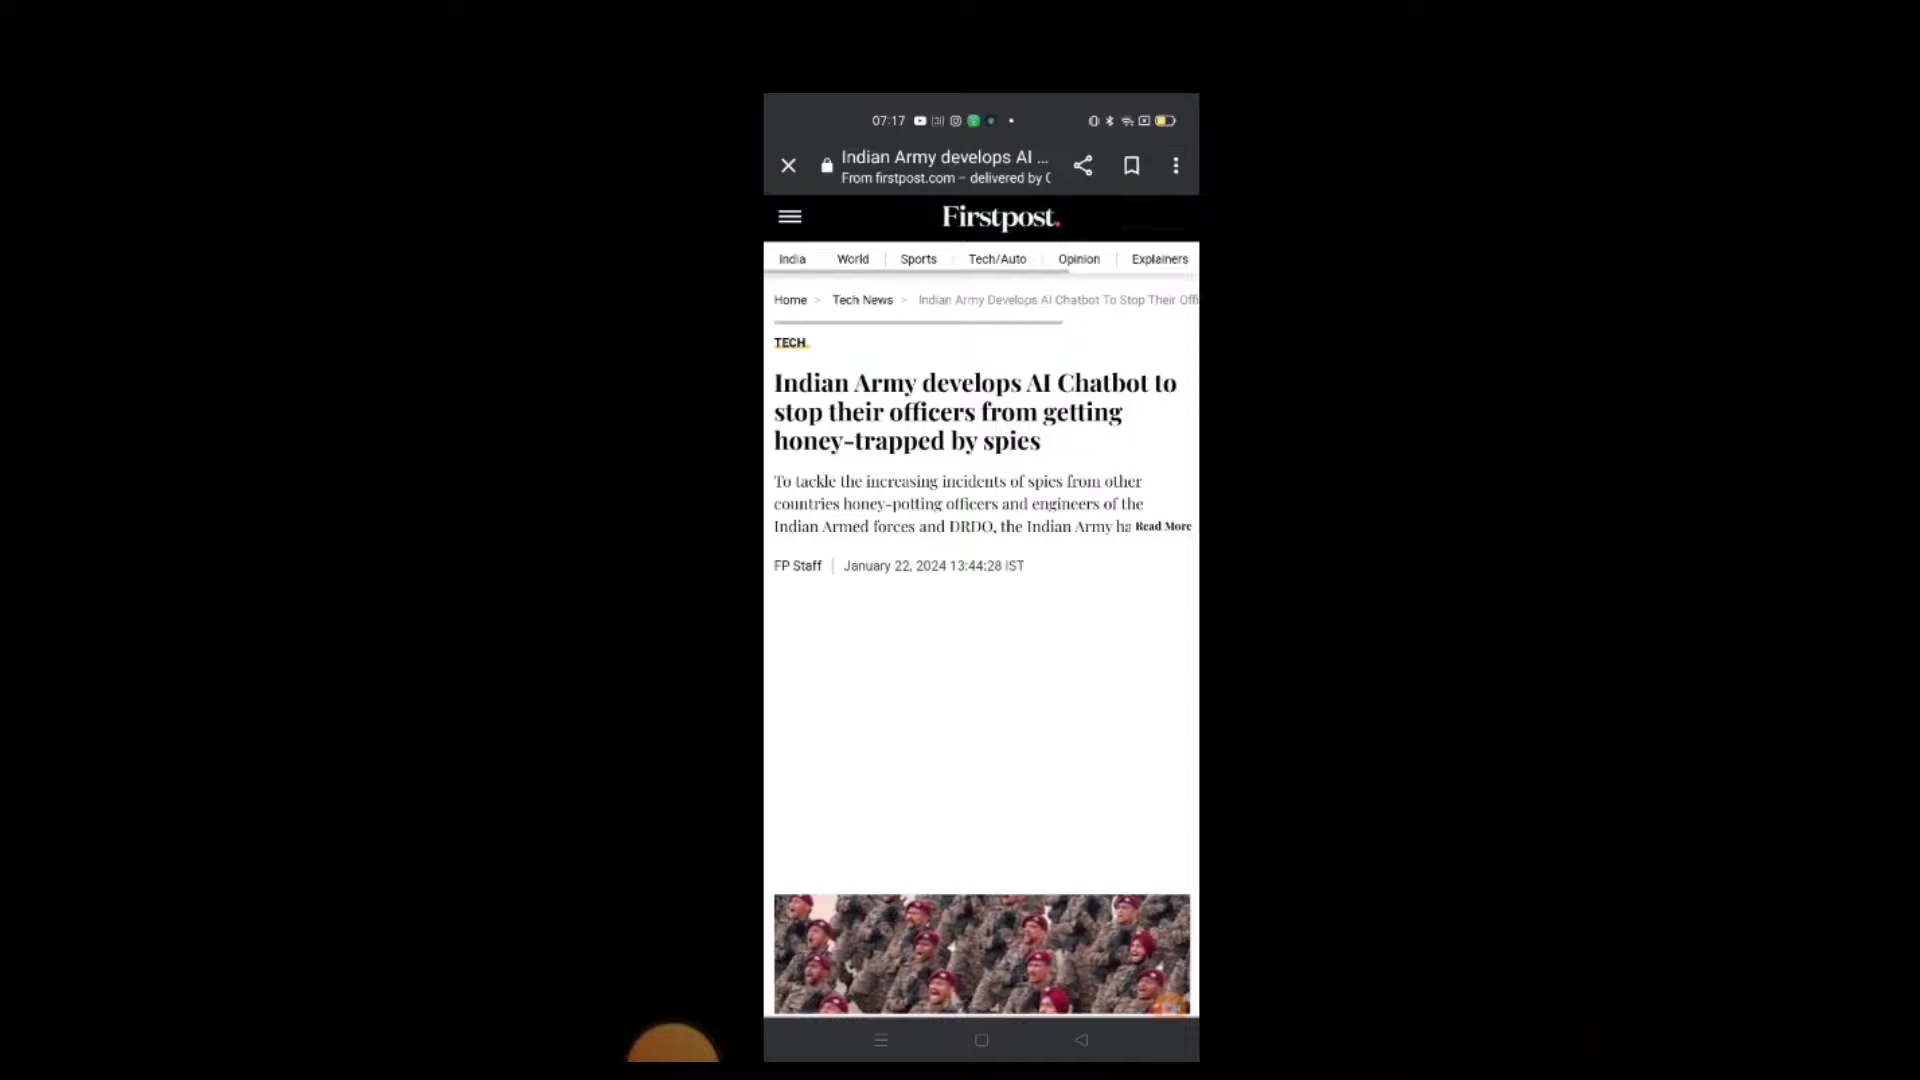 07:17
Indian Army develops AI ...
From firstpost.com – delivered by
Firstpost.
India World Sports Tech/Auto Opinion Explainers
Home > Tech News > Indian Army Develops AI Chatbot To Stop Their Offi
TECH
Indian Army develops AI Chatbot to
stop their officers from getting
honey-trapped by spies
To tackle the increasing incidents of spies from other
countries honey-potting officers and engineers of the
Indian Armed forces and DRDO, the Indian Army ha Read More
FP Staff | January 22, 2024 13:44:28 IST